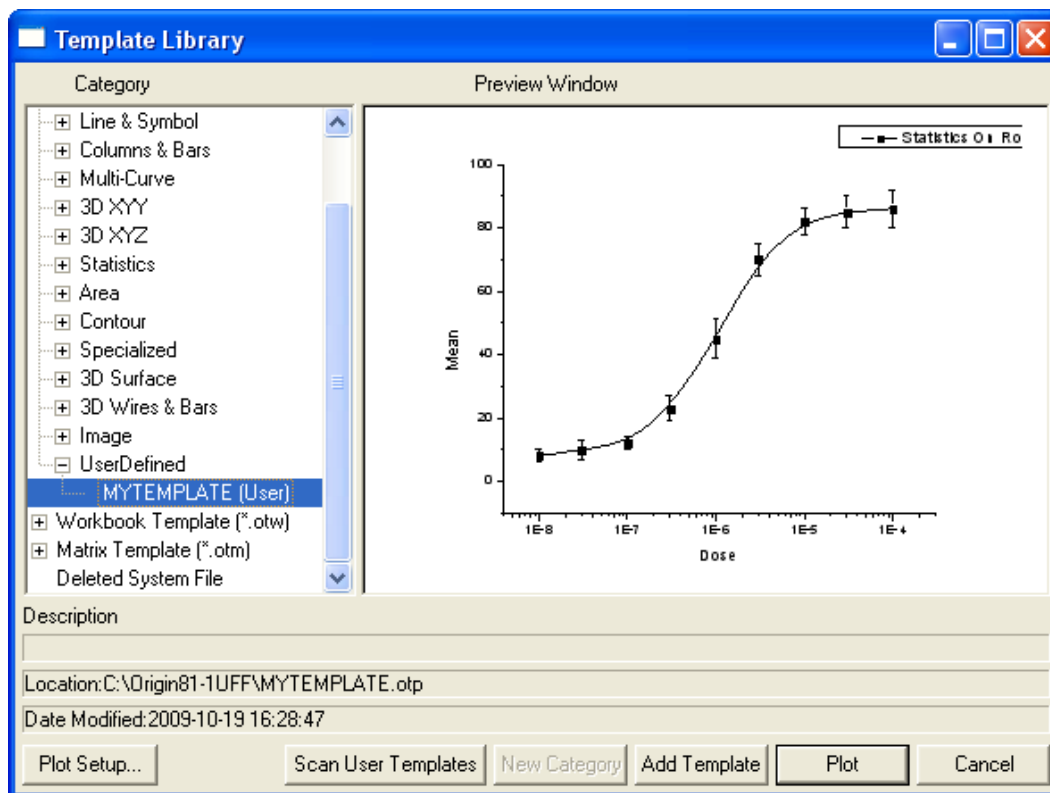 Template Library
Category
Preview Window
Line & Symbol
Columns & Bars
Multi-Curve
3D XYY
3D XYZ
Statistics
Area
Contour
Specialized
3D Surface
3D Wires & Bars
Image
UserDefined
MYTEMPLATE (User)
Workbook Template (*.otw)
Matrix Template (*.otm)
Deleted System File
Statistics On Ro
100
80
60
40
20
0
Mean
1E-8 1E-7 1E-6 1E-5 1E-4
Dose
Description
Location:C:\Origin81-1UFF\MYTEMPLATE.otp
Date Modified:2009-10-19 16:28:47
Plot Setup... Scan User Templates New Category Add Template Plot Cancel